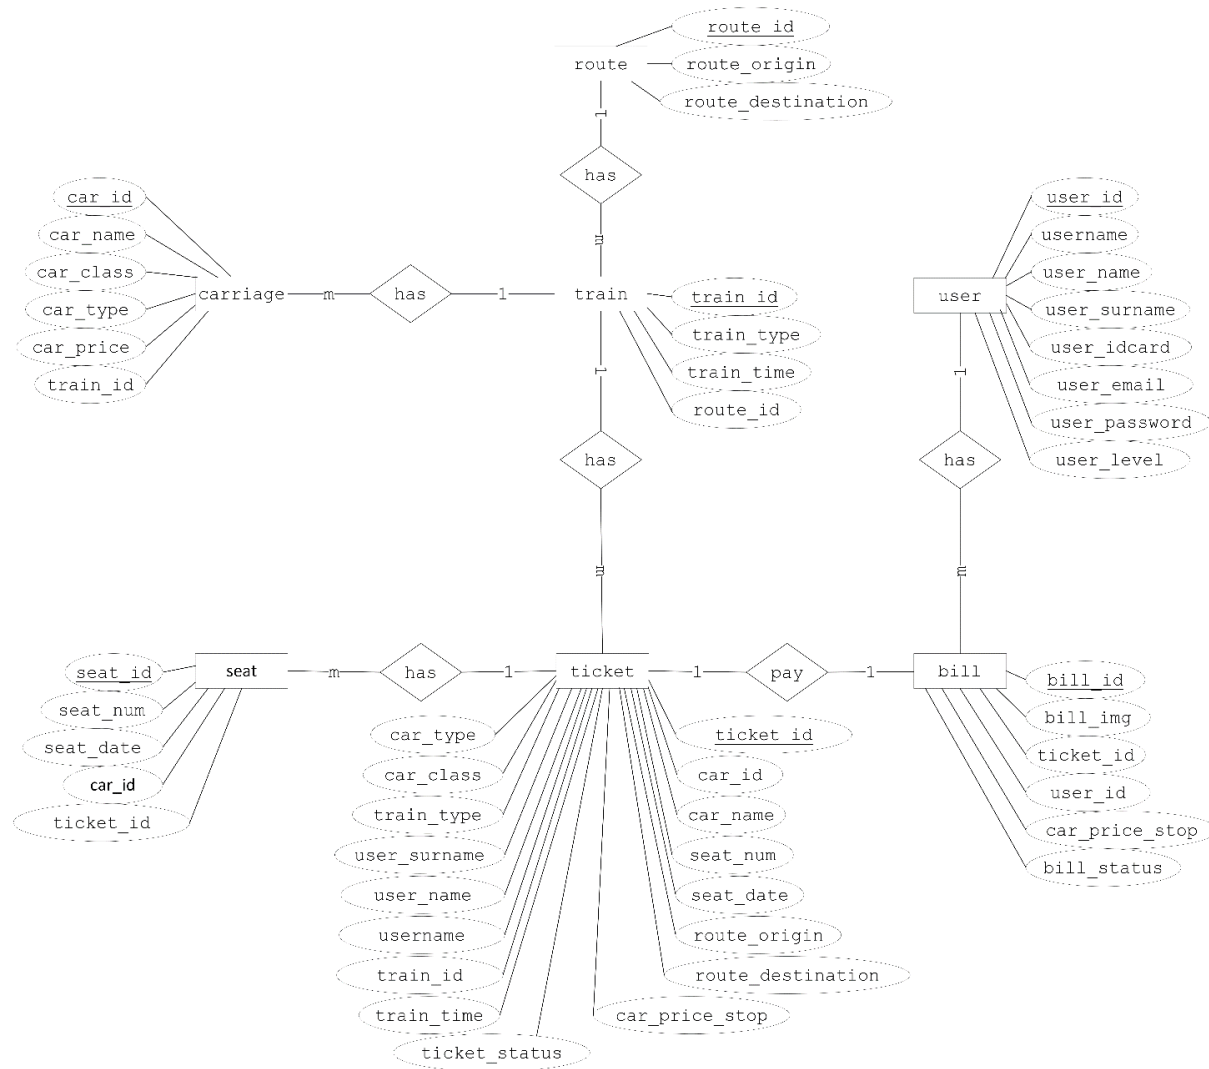 route_id
route
route_origin
route_destination
1
has
m
car_id
car_name
car_class
car_type
car_price
train_id
carriage
m
has
1
train
train_id
train_type
train_time
route_id
user_id
username
user_name
user_surname
user_idcard
user_email
user_password
user_level
user
1
has
m
1
has
m
seat_id
seat_num
seat_date
car_id
ticket_id
seat
m
has
1
ticket
1
pay
1
bill
bill_id
bill_img
ticket_id
user_id
car_price_stop
bill_status
car_type
car_class
train_type
user_surname
user_name
username
train_id
train_time
ticket_status
ticket_id
car_id
car_name
seat_num
seat_date
route_origin
route_destination
car_price_stop